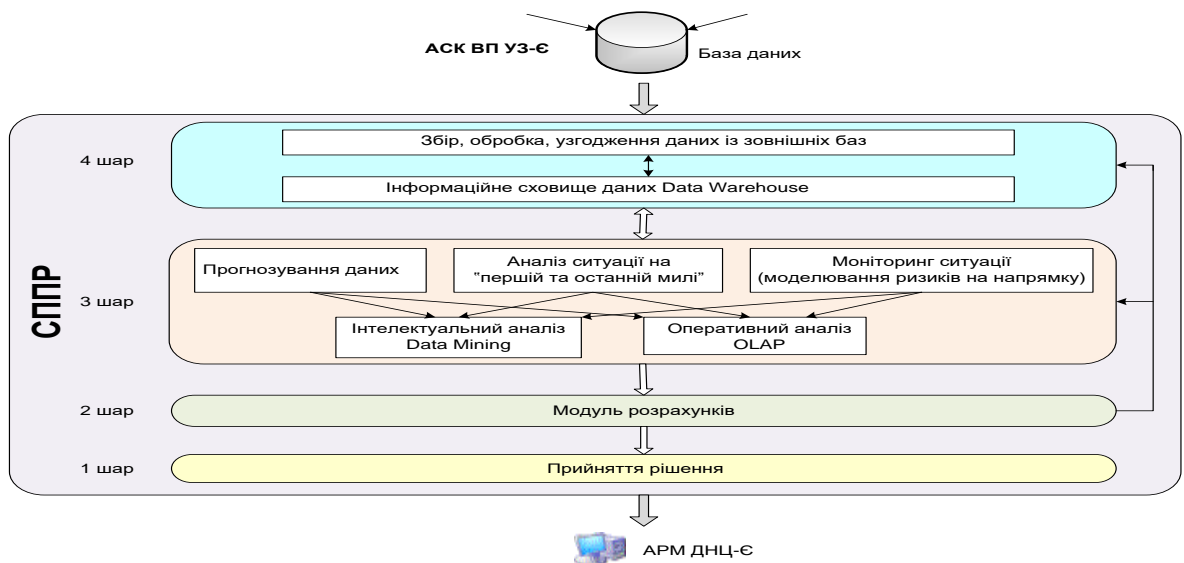 АСК ВП УЗ-Є
База даних
СППР
4 шар
Збір, обробка, узгодження даних із зовнішніх баз
Інформаційне сховище даних Data Warehouse
3 шар
Прогнозування даних
Аналіз ситуації на
"першій та останній милі”
Моніторинг ситуації
(моделювання ризиків на напрямку)
Інтелектуальний аналіз
Data Mining
Оперативний аналіз
OLAP
2 шар
Модуль розрахунків
1 шар
Прийняття рішення
АРМ ДНЦ-Є